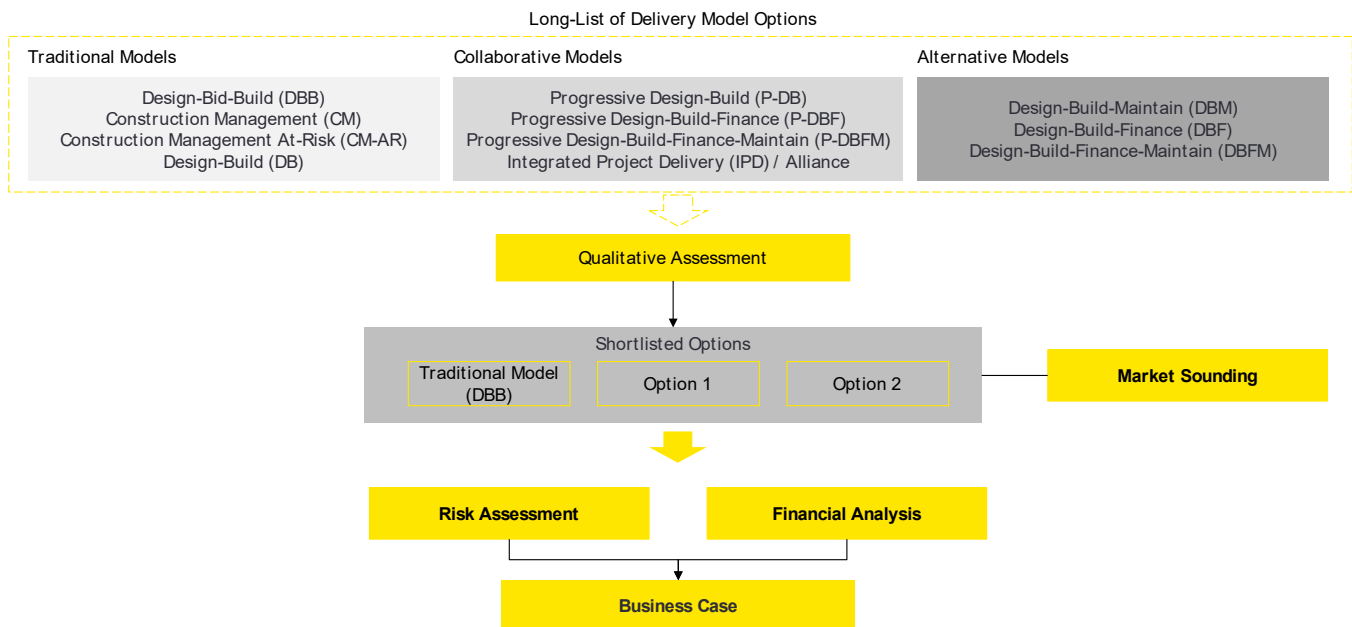 Long-List of Delivery Model Options
Traditional Models
Design-Bid-Build (DBB)
Construction Management (CM)
Construction Management At-Risk (CM-AR)
Design-Build (DB)
Collaborative Models
Progressive Design-Build (P-DB)
Progressive Design-Build-Finance (P-DBF)
Progressive Design-Build-Finance-Maintain (P-DBFM)
Integrated Project Delivery (IPD) / Alliance
Alternative Models
Design-Build-Maintain (DBM)
Design-Build-Finance (DBF)
Design-Build-Finance-Maintain (DBFM)
Qualitative Assessment
Shortlisted Options
Traditional Model
(DBB)
Option 1
Option 2
Market Sounding
Risk Assessment
Financial Analysis
Business Case